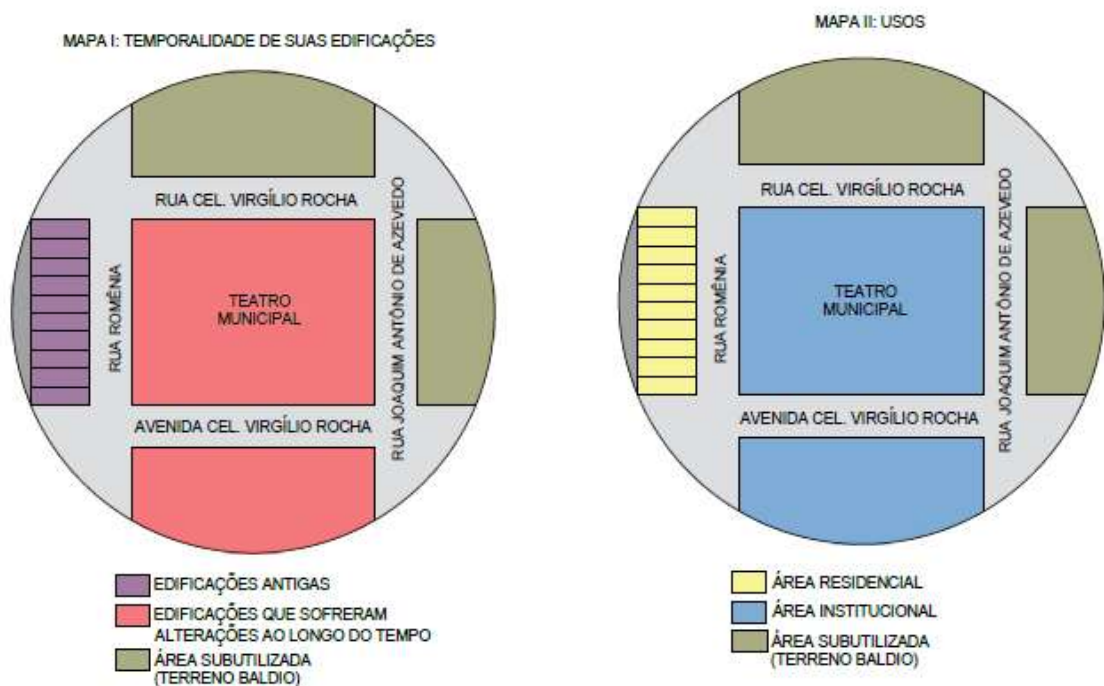 MAPA I: TEMPORALIDADE DE SUAS EDIFICAÇÕES
RUA CEL. VIRGÍLIO ROCHA
RUA ROMÊNIA
TEATRO
MUNICIPAL
RUA JOAQUIM ANTÔNIO DE AZEVEDO
AVENIDA CEL. VIRGÍLIO ROCHA
EDIFICAÇÕES ANTIGAS
EDIFICAÇÕES QUE SOFRERAM
ALTERAÇÕES AO LONGO DO TEMPO
ÁREA SUBUTILIZADA
(TERRENO BALDIO)
MAPA II: USOS
RUA CEL. VIRGÍLIO ROCHA
RUA ROMÊNIA
TEATRO
MUNICIPAL
RUA JOAQUIM ANTÔNIO DE AZEVEDO
AVENIDA CEL. VIRGÍLIO ROCHA
ÁREA RESIDENCIAL
ÁREA INSTITUCIONAL
ÁREA SUBUTILIZADA
(TERRENO BALDIO)